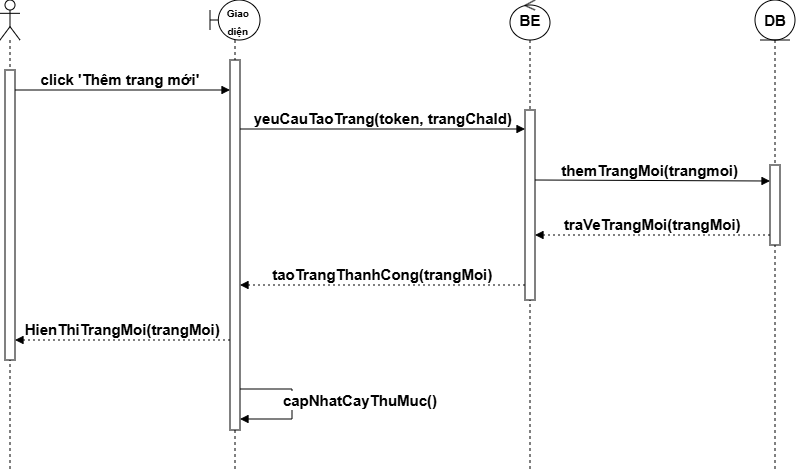 Giao
diện
BE
DB
click 'Thêm trang mới'
yeuCauTaoTrang(token, trangChaId)
themTrangMoi(trangmoi)
traVeTrangMoi(trangMoi)
taoTrangThanhCong(trangMoi)
HienThiTrangMoi(trangMoi)
capNhatCayThuMuc()